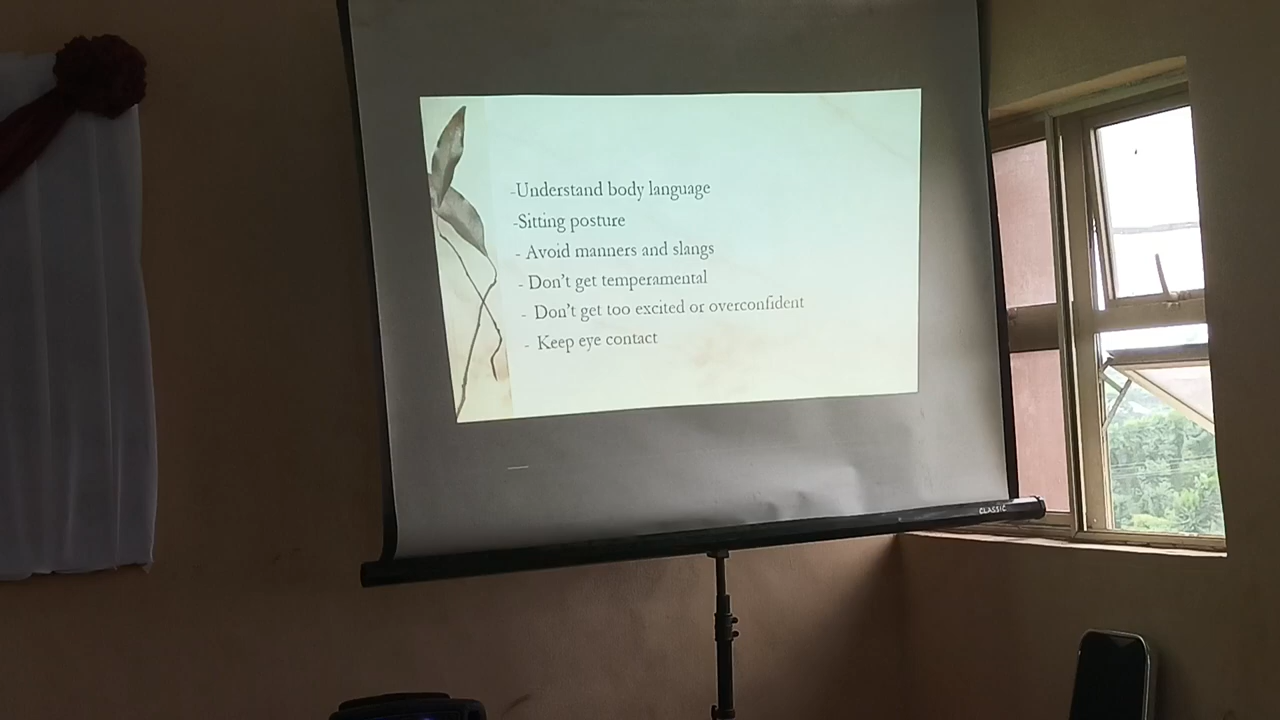 -Understand body language
-Sitting posture
- Avoid manners and slangs
- Don't get temperamental
- Don't get too excited or overconfident
- Keep eye contact
CLASSIC